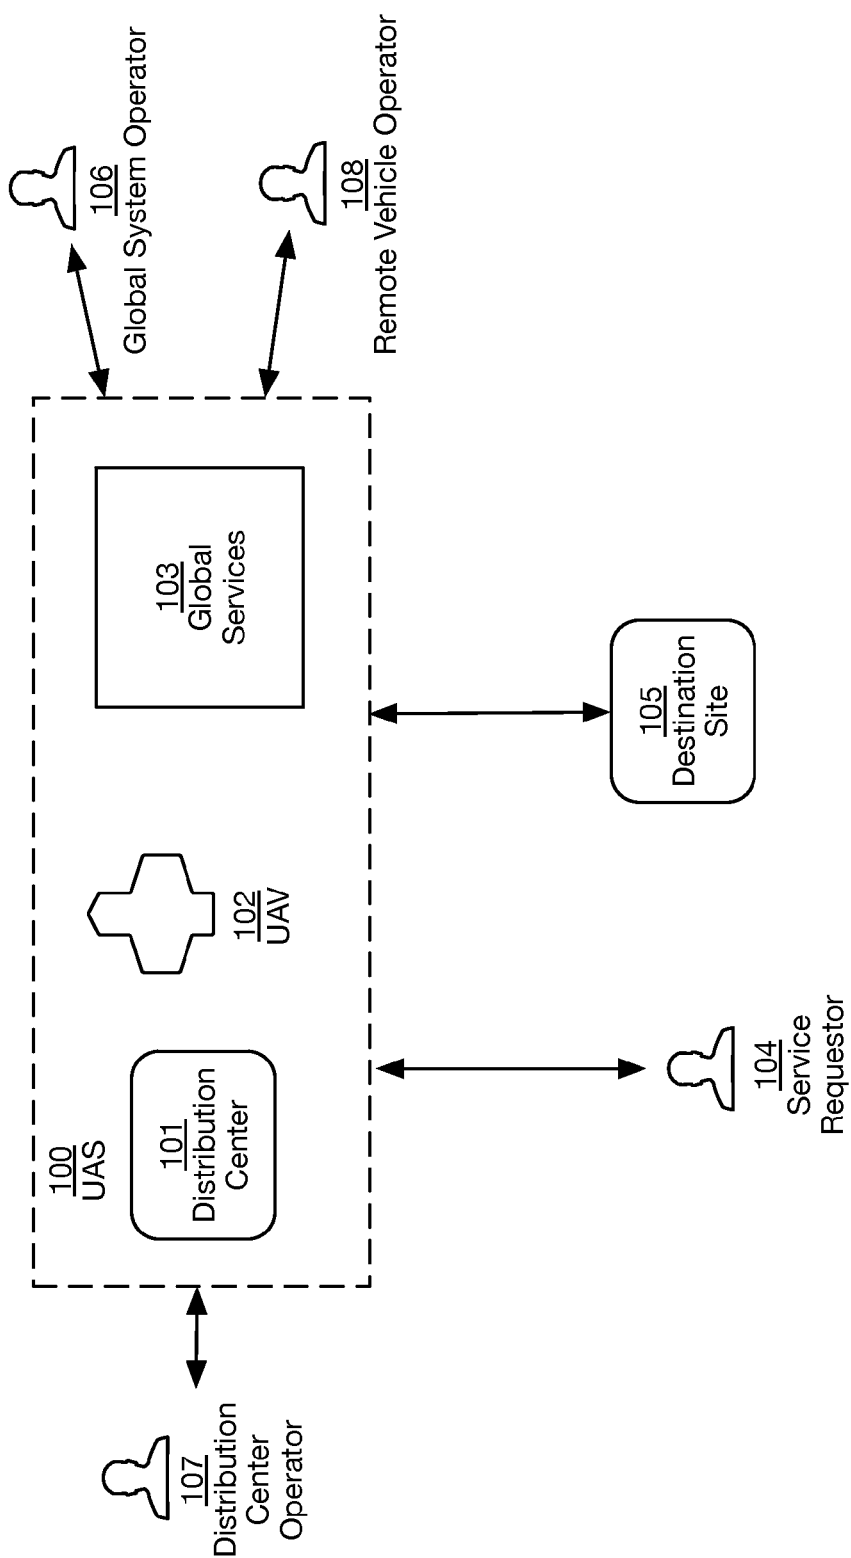 106
Global System Operator
108
Remote Vehicle Operator
103
Global
Services
102
UAV
100
UAS
101
Distribution
Center
107
Distribution
Center
Operator
105
Destination
Site
104
Service
Requestor